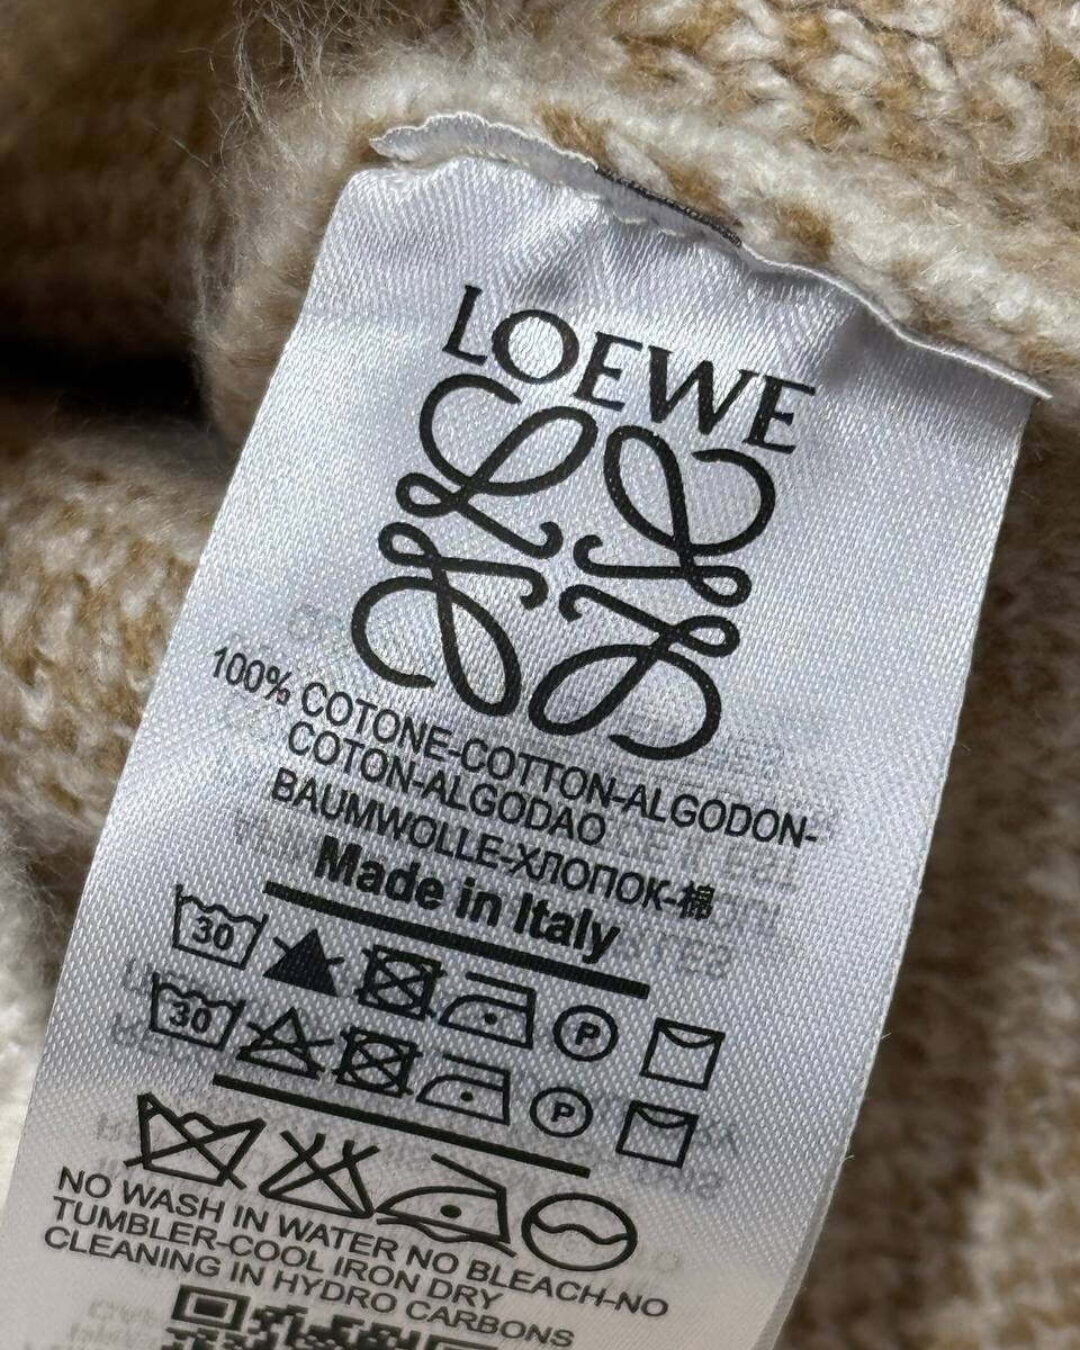 LOEWE
100% COTONE-COTTON-ALGODON-
COTON-ALGODAO
BAUMWOLLE-ХЛОПОК-棉
Made in Italy
30 P
30 P
NO WASH IN WATER NO BLEACH-NO
TUMBLER-COOL IRON DRY
CLEANING IN HYDRO CARBONS